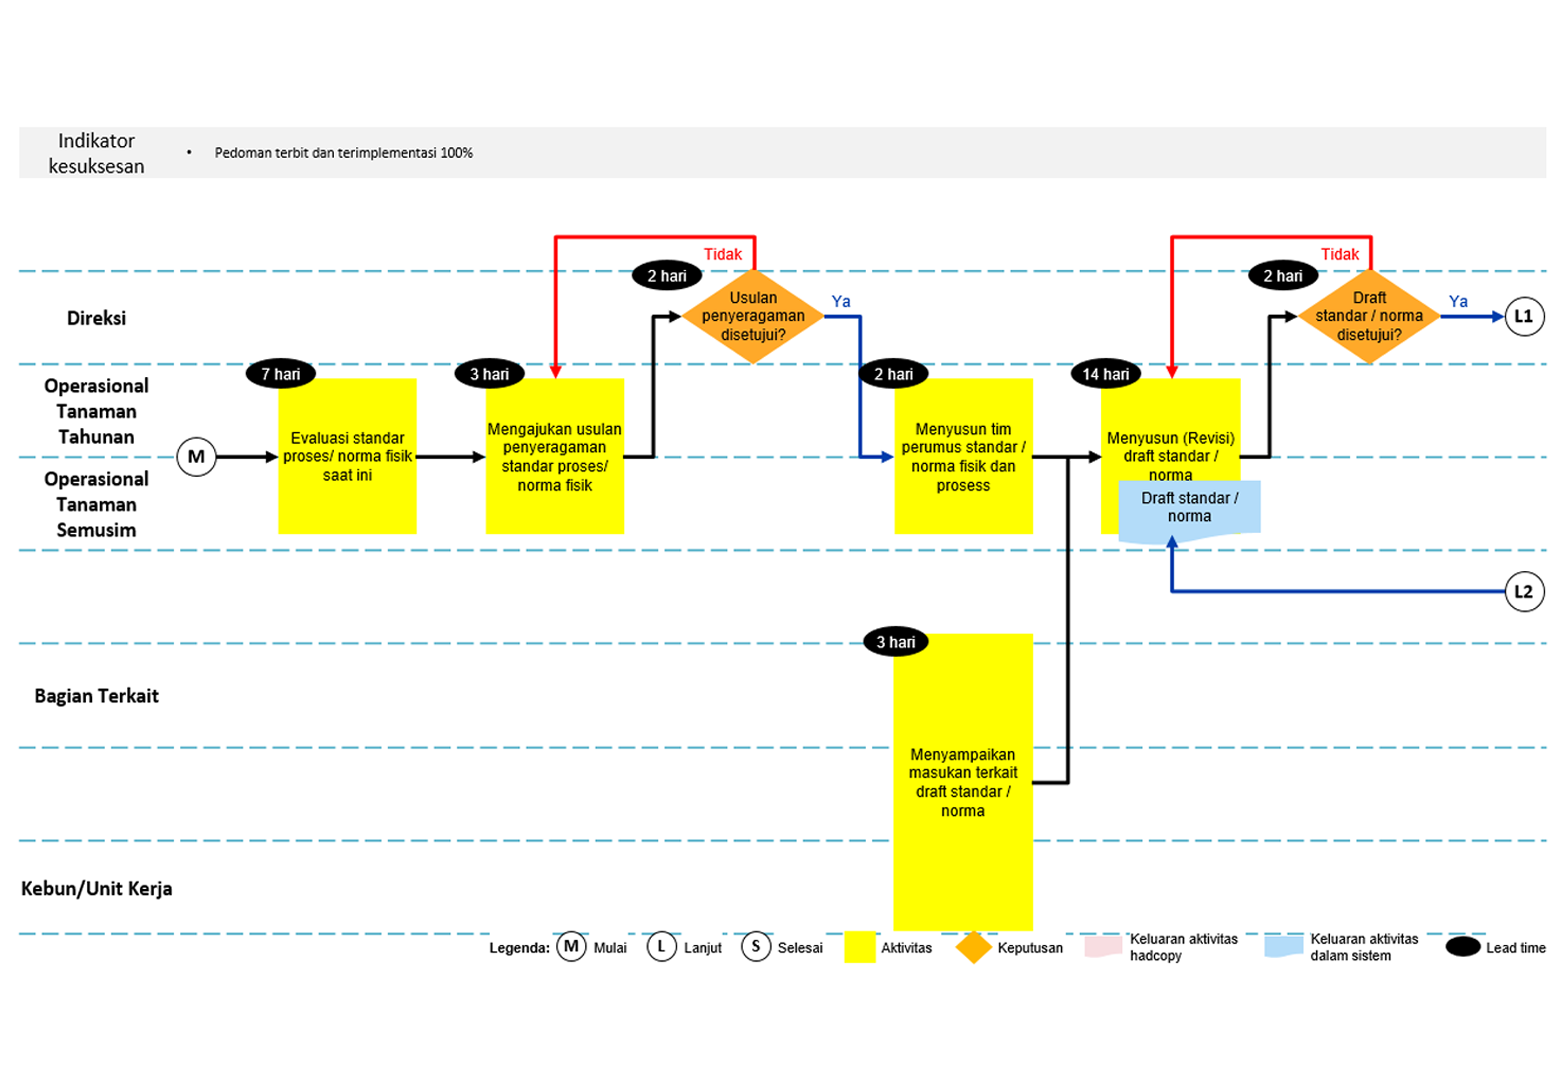 Indikator
kesuksesan
• Pedoman terbit dan terimplementasi 100%
Tidak
Tidak
2 hari
2 hari
Direksi
Usulan
penyeragaman
disetujui?
Ya
Draft
standar / norma
disetujui?
Ya
L1
7 hari
3 hari
2 hari
14 hari
Operasional
Tanaman
Tahunan
M
Evaluasi standar
proses/ norma fisik
saat ini
Mengajukan usulan
penyeragaman
standar proses/
norma fisik
Menyusun tim
perumus standar /
norma fisik dan
prosess
Menyusun (Revisi)
draft standar /
norma
Operasional
Tanaman
Semusim
Draft standar /
norma
L2
3 hari
Bagian Terkait
Menyampaikan
masukan terkait
draft standar /
norma
Kebun/Unit Kerja
Legenda: M Mulai L Lanjut S Selesai Aktivitas Keputusan
Keluaran aktivitas
hadcopy
Keluaran aktivitas
dalam sistem
Lead time